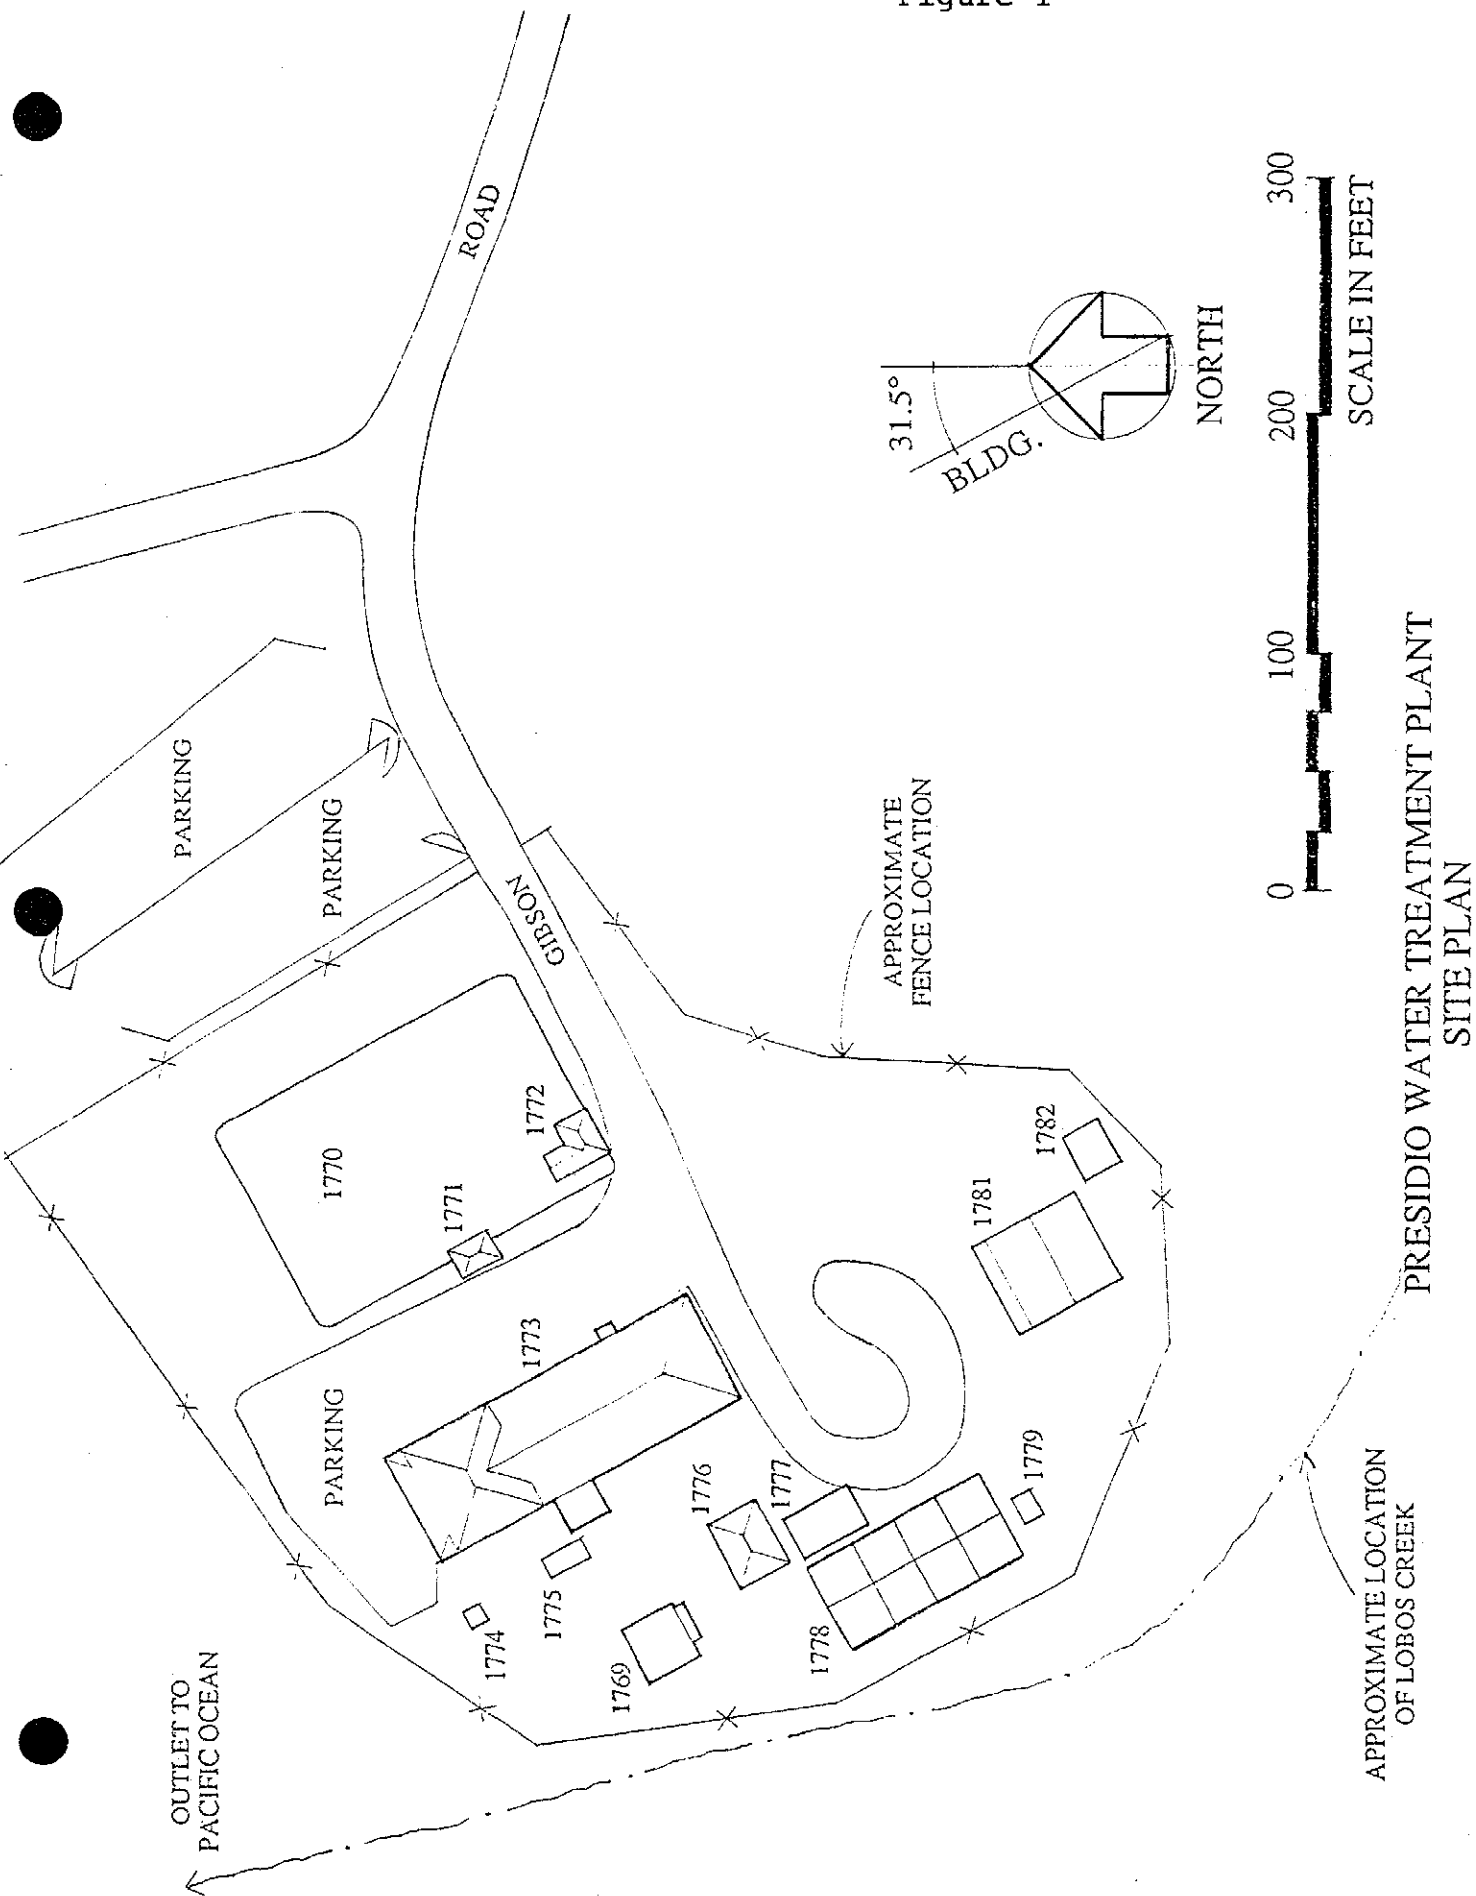 Figure 1
OUTLET TO
PACIFIC OCEAN
PARKING
PARKING
PARKING
ROAD
GIBSON
1770
1771
1772
1773
1774
1775
1769
1776
1777
1778
1779
1781
1782
APPROXIMATE
FENCE LOCATION
APPROXIMATE LOCATION
OF LOBOS CREEK
31.5°
BLDG.
NORTH
0 100 200 300
SCALE IN FEET
PRESIDIO WATER TREATMENT PLANT
SITE PLAN